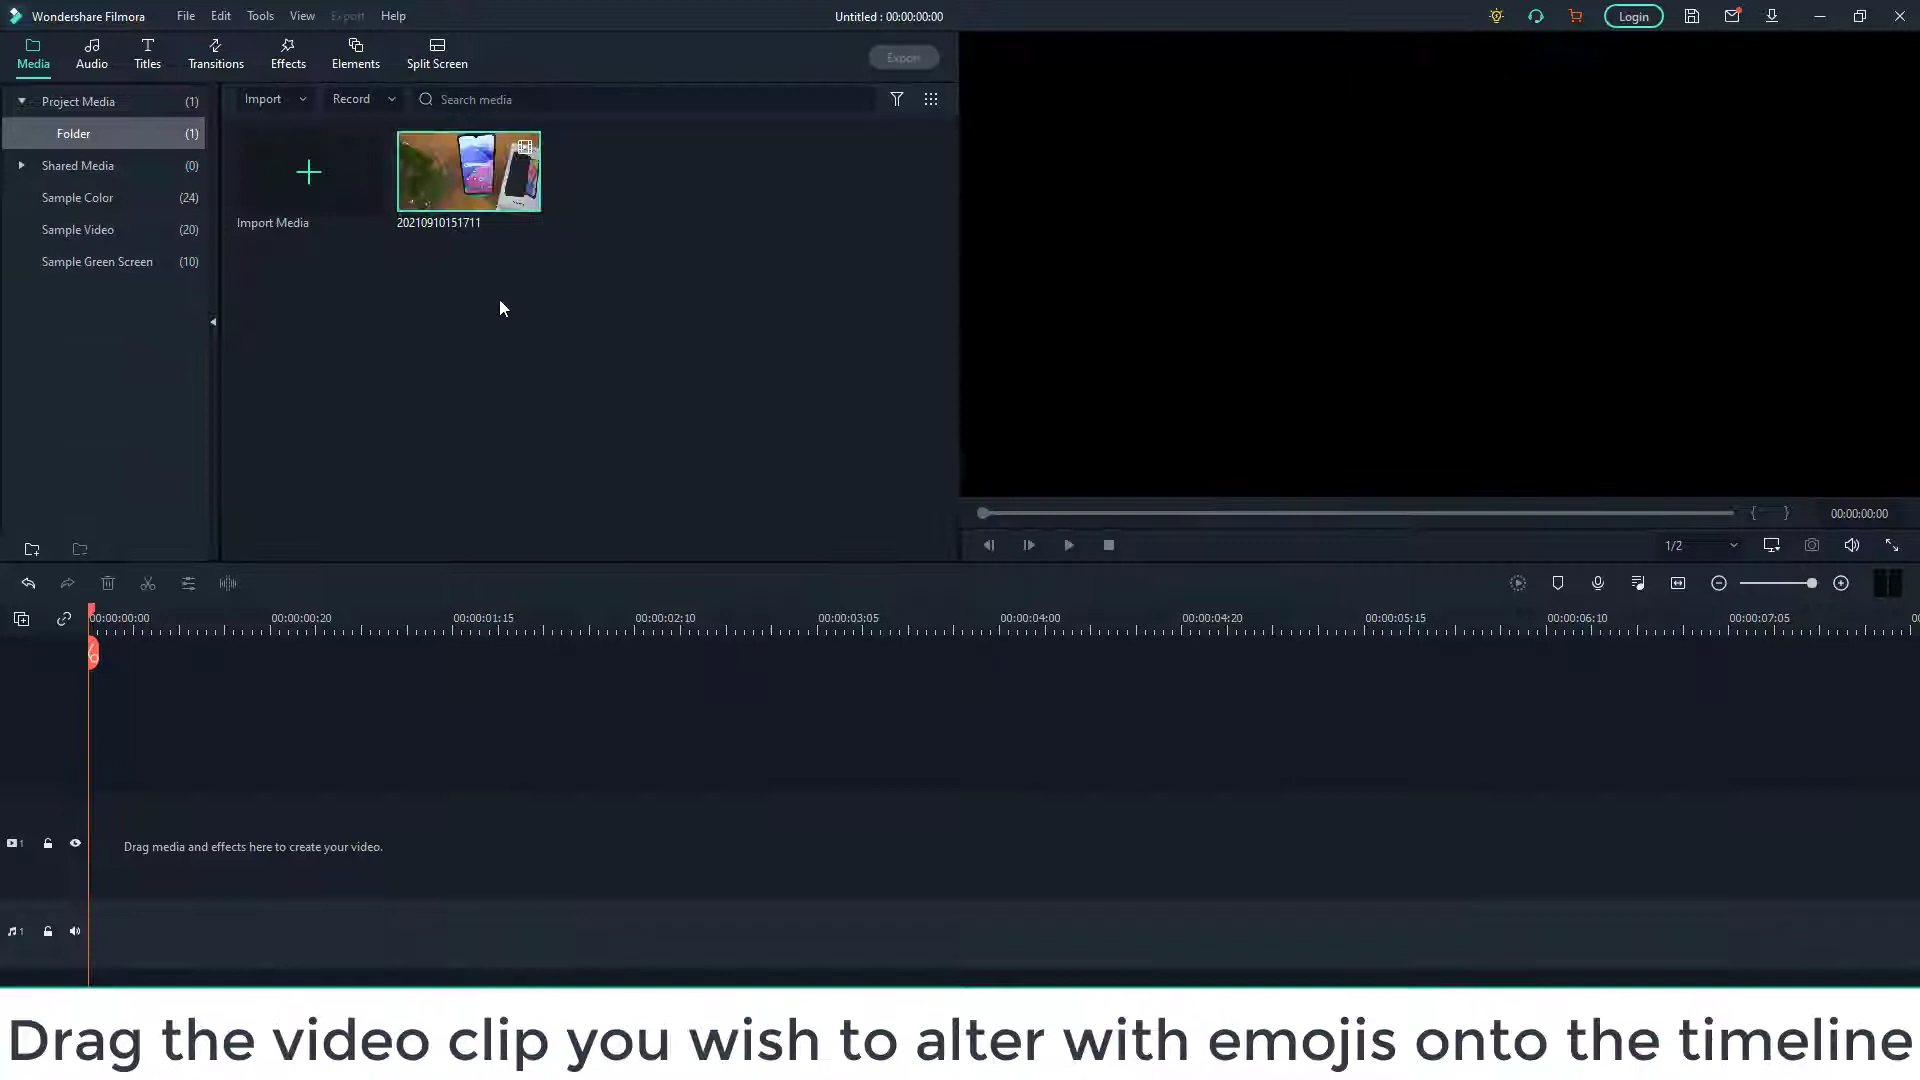 Wondershare Filmora File Edit Tools View Export Help Untitled : 00:00:00:00 Login
Media Audio Titles Transitions Effects Elements Split Screen Export
Project Media (1)
Folder (1)
Shared Media (0)
Sample Color (24)
Sample Video (20)
Sample Green Screen (10)
Import Record Search media
Import Media
20210910151711
00:00:00:00
1/2
00:00:00:00 00:00:00:20 00:00:01:15 00:00:02:10 00:00:03:05 00:00:04:00 00:00:04:20 00:00:05:15 00:00:06:10 00:00:07:05
1 Drag media and effects here to create your video.
1
Drag the video clip you wish to alter with emojis onto the timeline